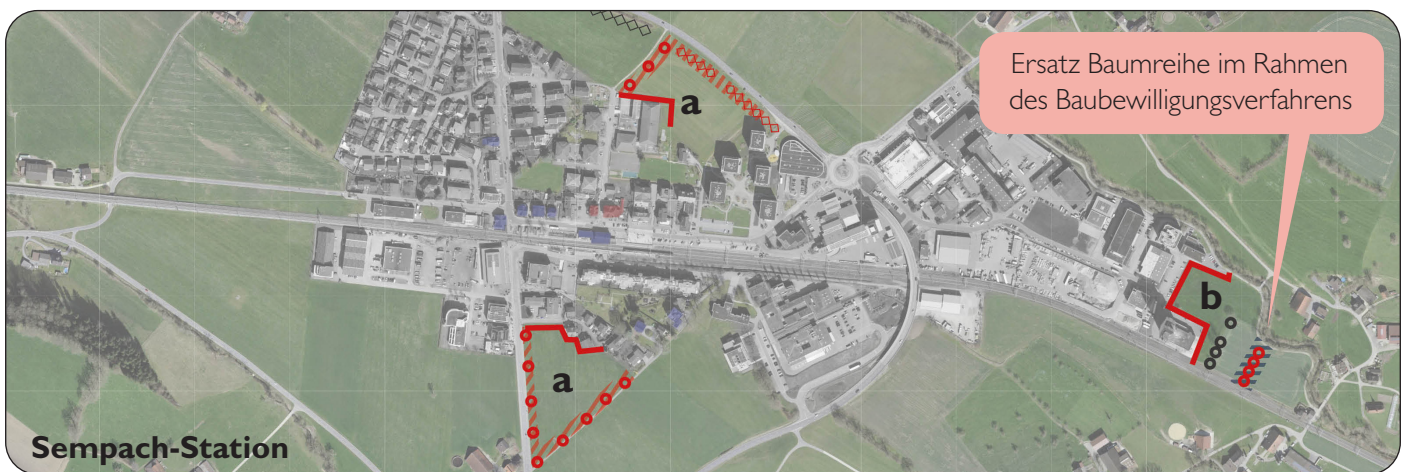 Ersatz Baumreihe im Rahmen
des Baubewilligungsverfahrens
a
b
a
Sempach-Station